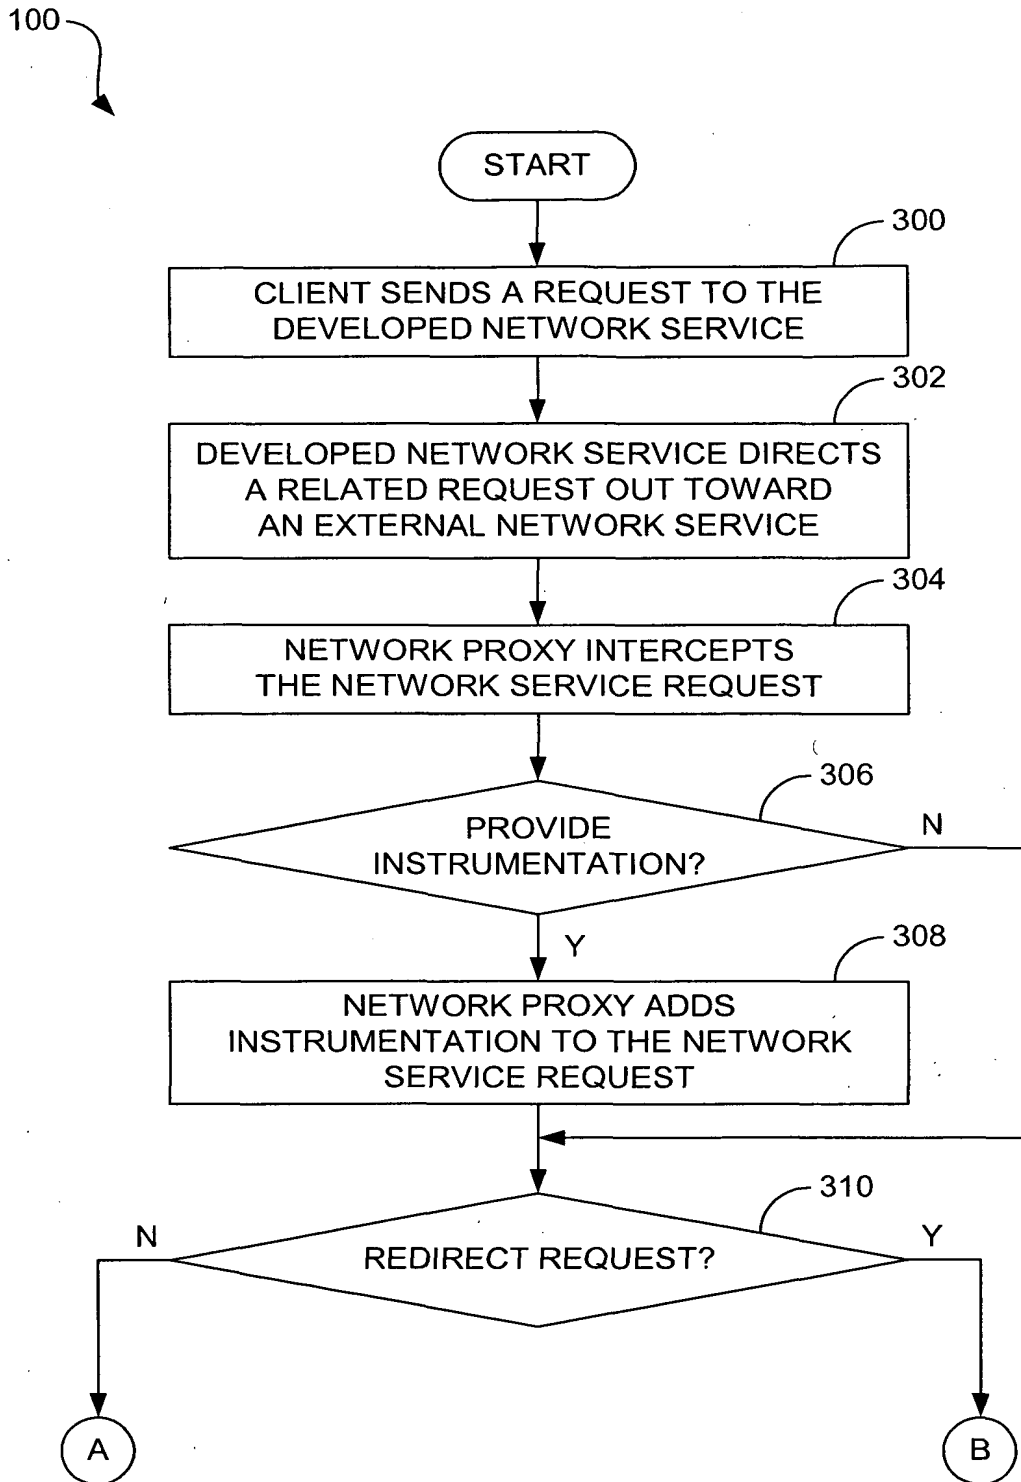 100
START
300
CLIENT SENDS A REQUEST TO THE
DEVELOPED NETWORK SERVICE
302
DEVELOPED NETWORK SERVICE DIRECTS
A RELATED REQUEST OUT TOWARD
AN EXTERNAL NETWORK SERVICE
304
NETWORK PROXY INTERCEPTS
THE NETWORK SERVICE REQUEST
306
PROVIDE
INSTRUMENTATION?
N
Y
308
NETWORK PROXY ADDS
INSTRUMENTATION TO THE NETWORK
SERVICE REQUEST
310
N
REDIRECT REQUEST?
Y
A
B